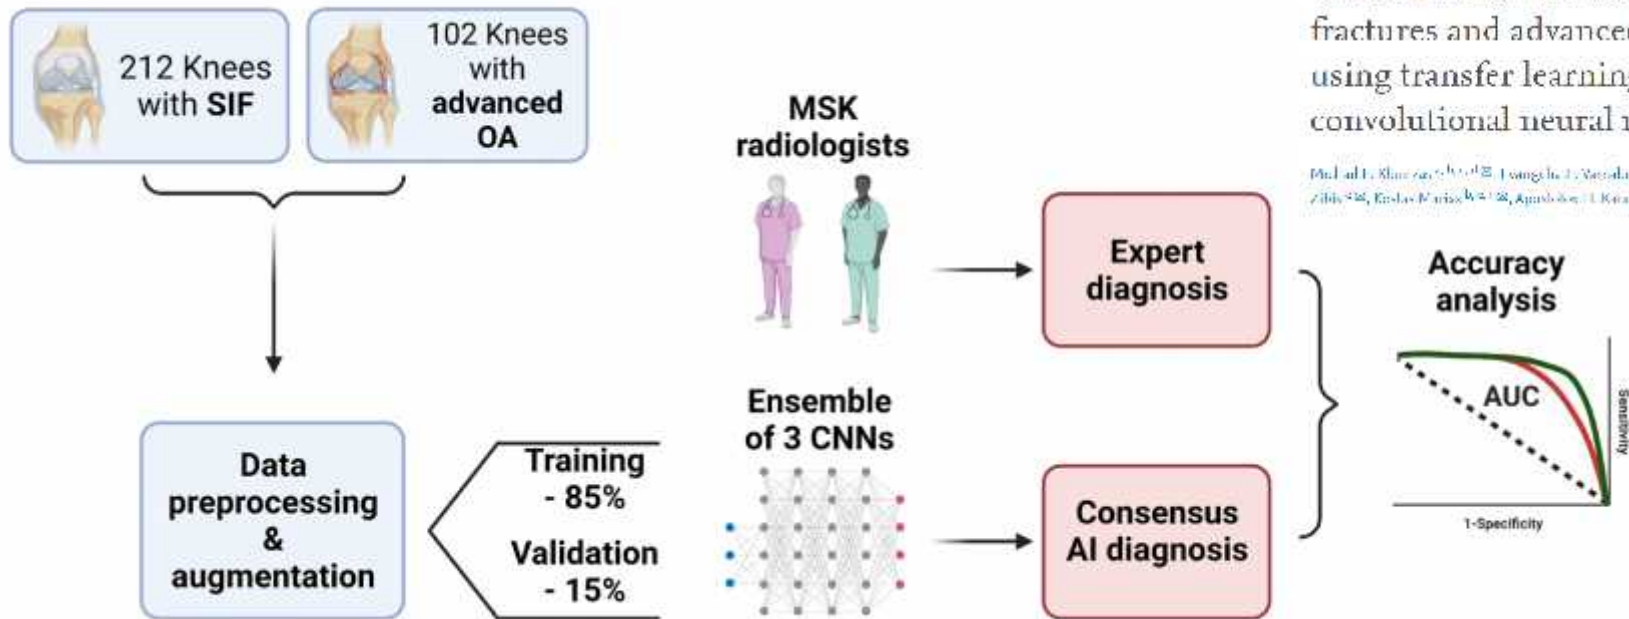 212 Knees
with SIF
102 Knees
with
advanced
OA
fractures and advanced
using transfer learning
convolutional neural
MSK
radiologists
Expert
diagnosis
Accuracy
analysis
AUC
Sensitivity
1-Specificity
Data
preprocessing
&
augmentation
Training
- 85%
Validation
- 15%
Ensemble
of 3 CNNs
Consensus
AI diagnosis